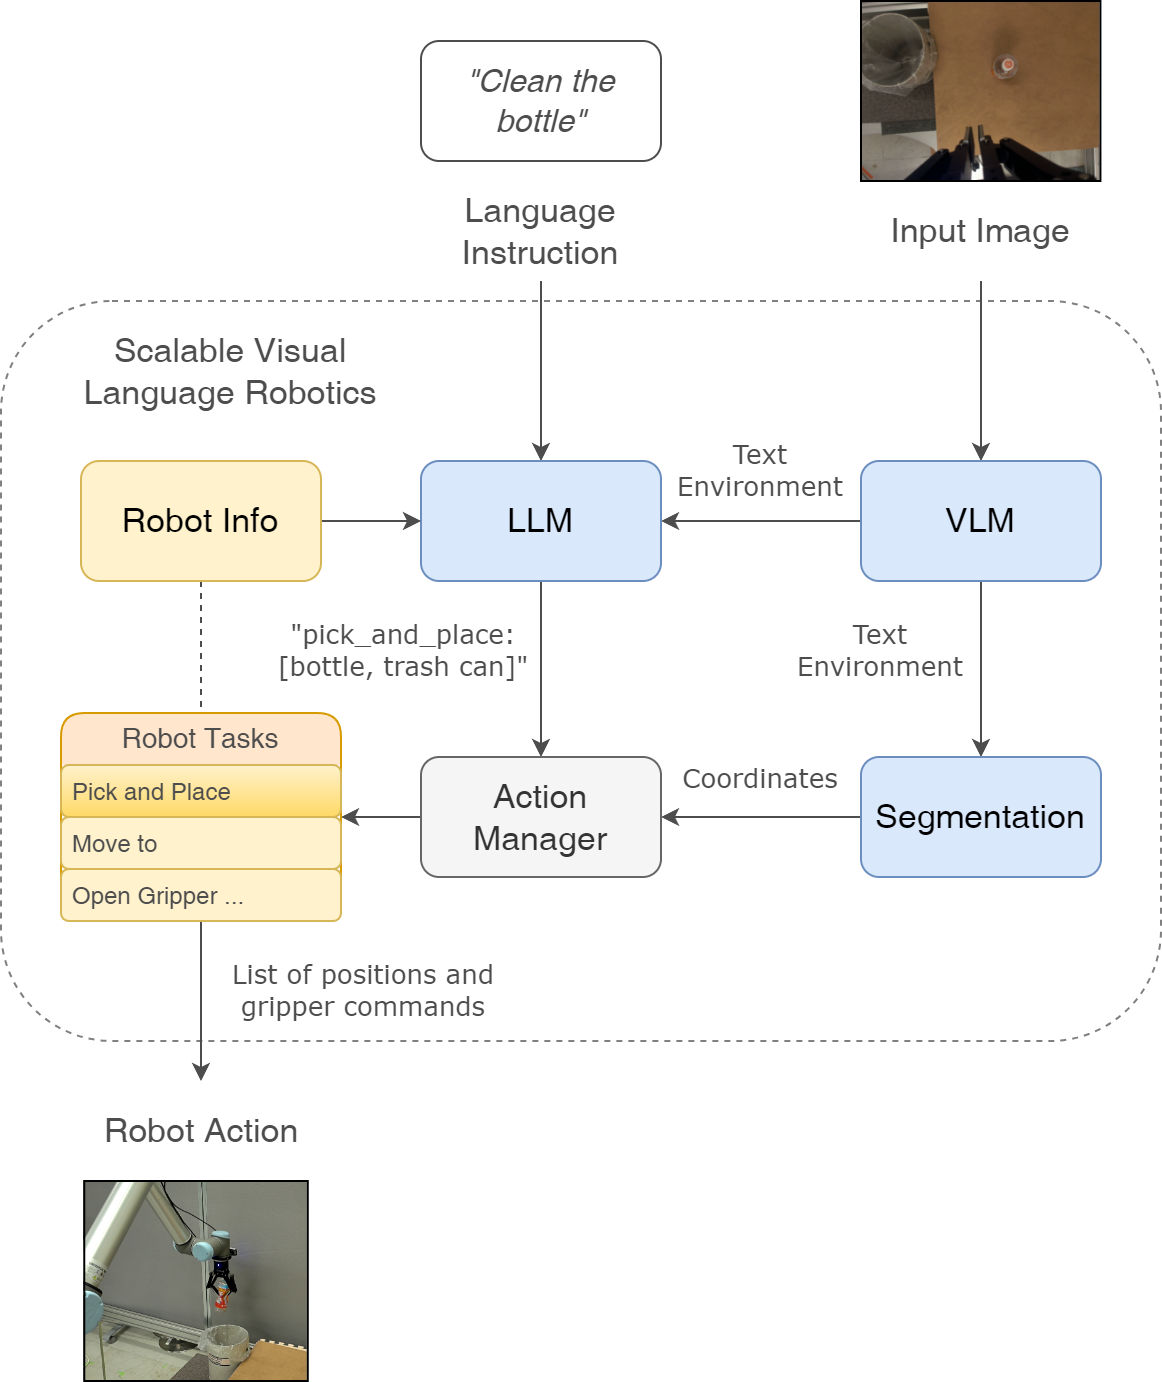 "Clean the
bottle"
Language
Instruction
Input Image
Scalable Visual
Language Robotics
Robot Info
LLM
Text
Environment
VLM
"pick_and_place:
[bottle, trash can]"
Text
Environment
Robot Tasks
Pick and Place
Move to
Open Gripper ...
Action
Manager
Coordinates
Segmentation
List of positions and
gripper commands
Robot Action